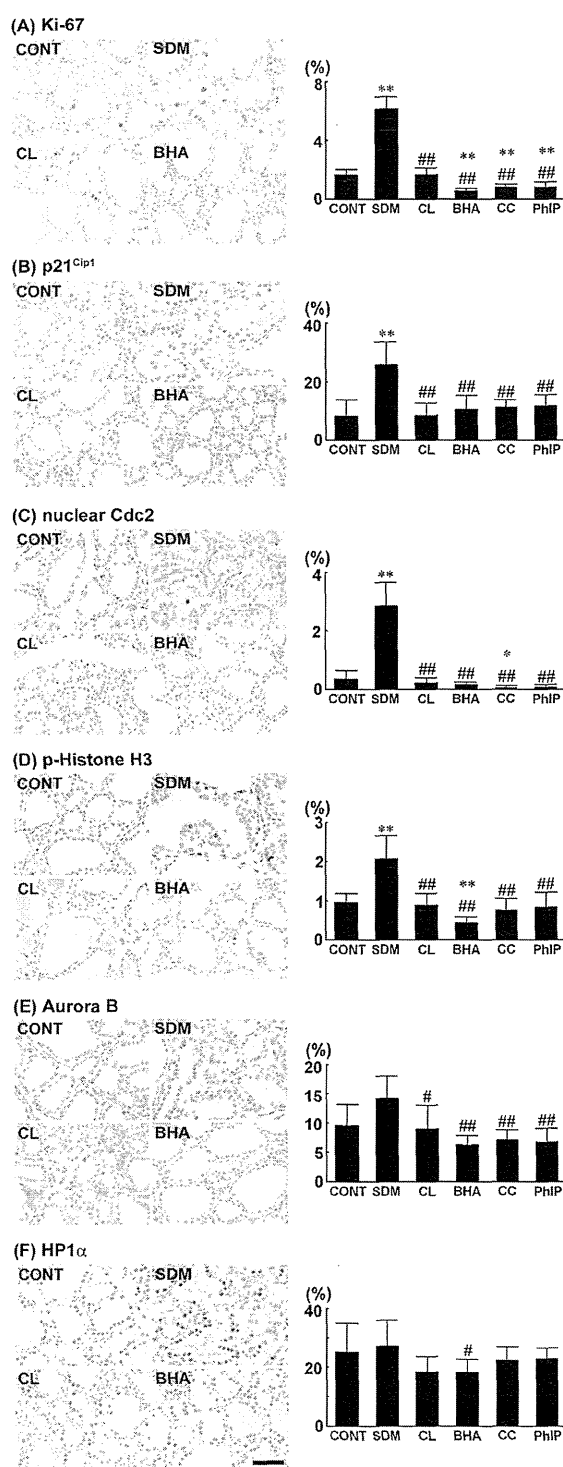 (A) Ki-67
CONT
SDM
CL
BHA
(%)
8
4
0
**
##
**
##
**
##
**
##
CONT SDM CL BHA CC PhIP
(B) p21Cip1
CONT
SDM
CL
BHA
(%)
40
20
0
**
##
##
##
##
CONT SDM CL BHA CC PhIP
(C) nuclear Cdc2
CONT
SDM
CL
BHA
(%)
4
2
0
**
##
##
*
##
##
CONT SDM CL BHA CC PhIP
(D) p-Histone H3
CONT
SDM
CL
BHA
(%)
3
2
1
0
**
##
**
##
##
##
CONT SDM CL BHA CC PhIP
(E) Aurora B
CONT
SDM
CL
BHA
(%)
20
15
10
5
0
#
##
##
##
CONT SDM CL BHA CC PhIP
(F) HP1α
CONT
SDM
CL
BHA
(%)
40
20
0
#
CONT SDM CL BHA CC PhIP